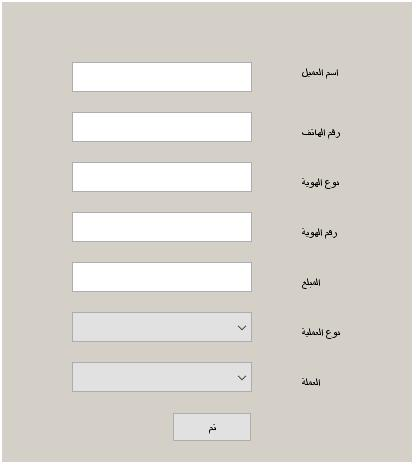 اسم العميل
رقم الهاتف
نوع الهوية
رقم الهوية
المبلغ
نوع العملية
العملة
تم